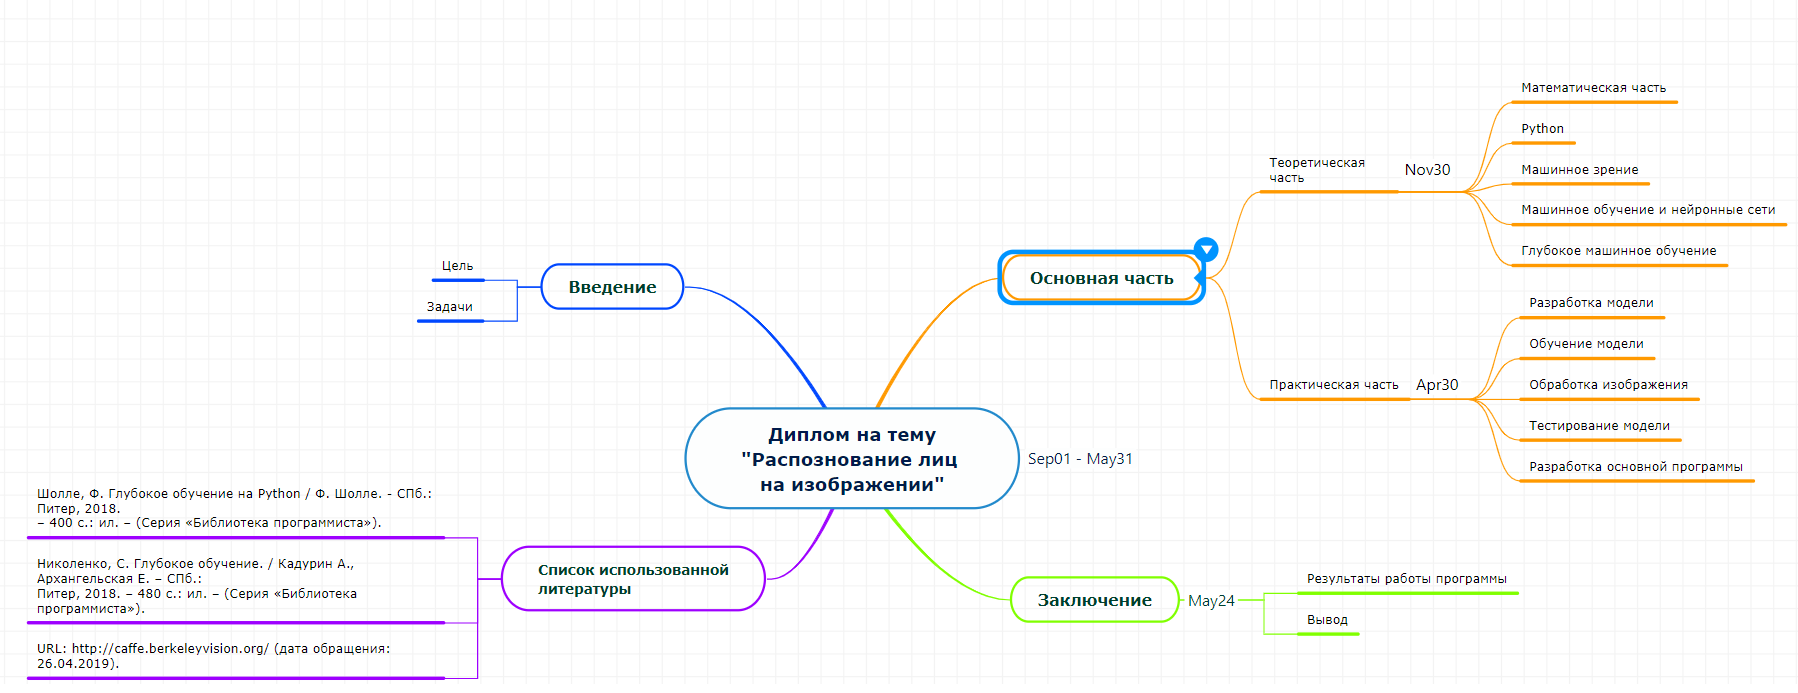 Диплом на тему
"Распознование лиц
на изображении"
Sep01 - May31
Введение
Цель
Задачи
Основная часть
Теоретическая
часть
Nov30
Математическая часть
Python
Машинное зрение
Машинное обучение и нейронные сети
Глубокое машинное обучение
Практическая часть
Apr30
Разработка модели
Обучение модели
Обработка изображения
Тестирование модели
Разработка основной программы
Заключение
May24
Результаты работы программы
Вывод
Список использованной
литературы
Шолле, Ф. Глубокое обучение на Python / Ф. Шолле. - СПб.:
Питер, 2018.
– 400 с.: ил. – (Серия «Библиотека программиста»).
Николенко, С. Глубокое обучение. / Кадурин А.,
Архангельская Е. – СПб.:
Питер, 2018. – 480 с.: ил. – (Серия «Библиотека
программиста»).
URL: http://caffe.berkeleyvision.org/ (дата обращения:
26.04.2019).